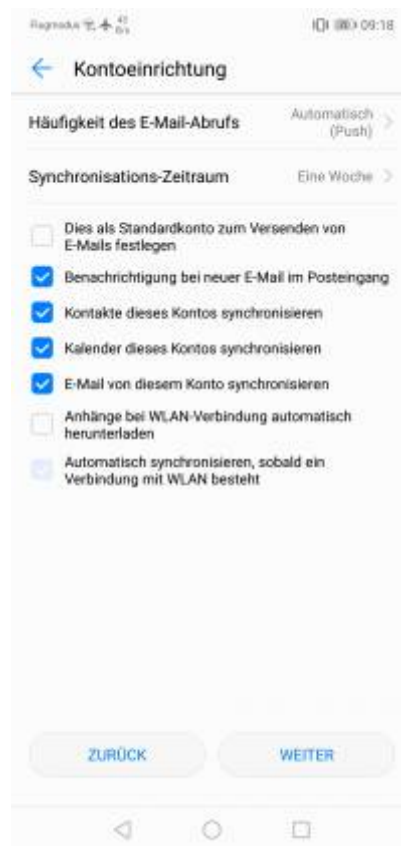 Flugmodus 09:18
Kontoeinrichtung
Häufigkeit des E-Mail-Abrufs Automatisch
(Push)
Synchronisations-Zeitraum Eine Woche
Dies als Standardkonto zum Versenden von
E-Mails festlegen
Benachrichtigung bei neuer E-Mail im Posteingang
Kontakte dieses Kontos synchronisieren
Kalender dieses Kontos synchronisieren
E-Mail von diesem Konto synchronisieren
Anhänge bei WLAN-Verbindung automatisch
herunterladen
Automatisch synchronisieren, sobald ein
Verbindung mit WLAN besteht
ZURÜCK WEITER